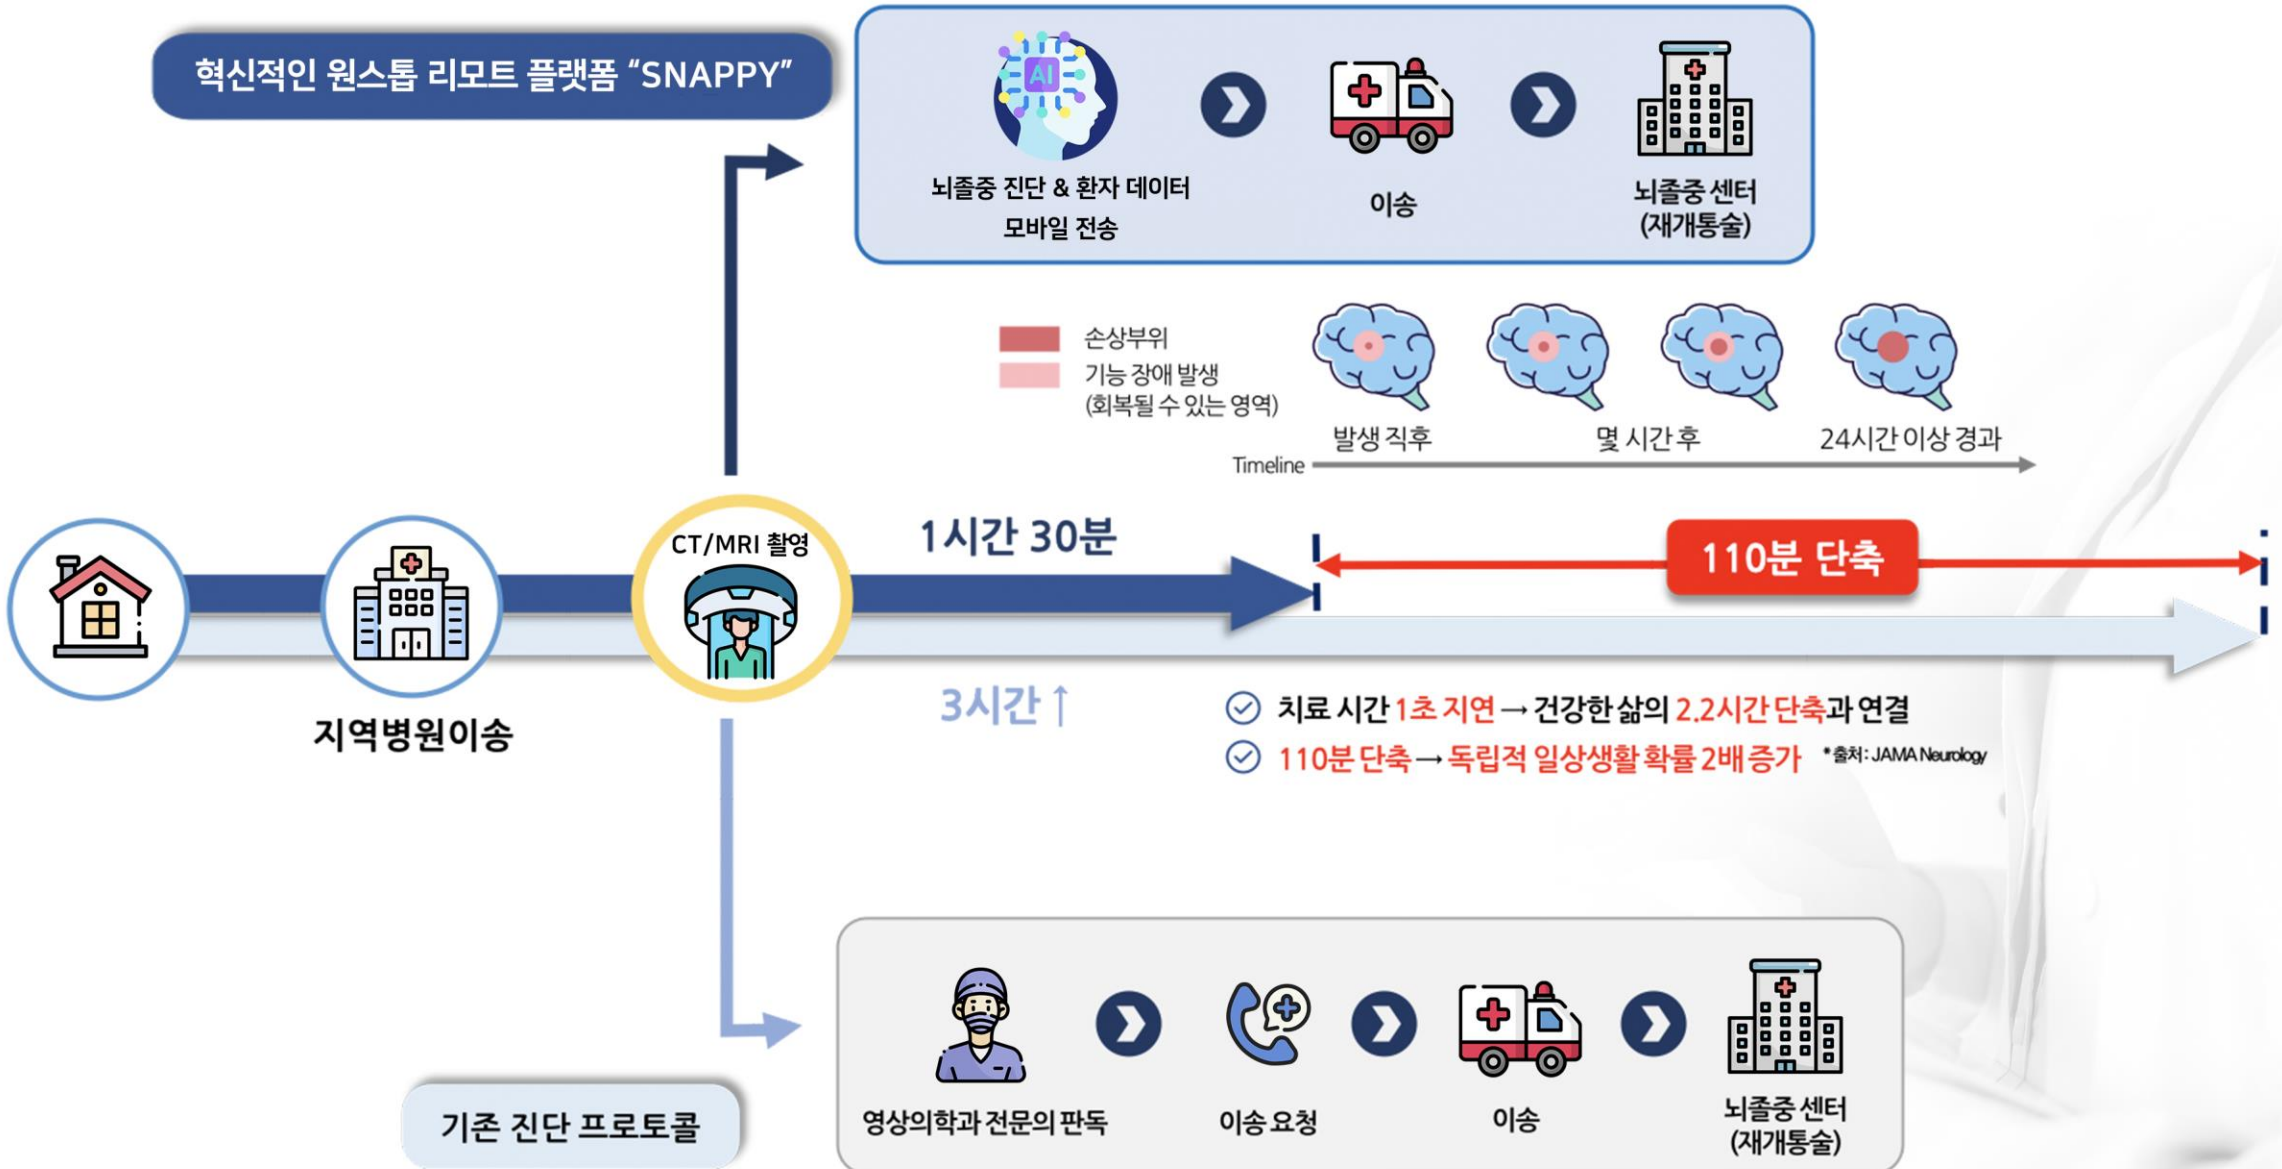 혁신적인 원스톱 리모트 플랫폼 “SNAPPY”
AI
뇌졸중 진단 & 환자 데이터
모바일 전송
이송
뇌졸중 센터
(재개통술)
손상부위
기능 장애 발생
(회복될 수 있는 영역)
발생 직후
몇 시간 후
24시간 이상 경과
Timeline
CT/MRI 촬영
1시간 30분
110분 단축
지역병원이송
3시간 ↑
치료 시간 1초 지연 → 건강한 삶의 2.2시간 단축과 연결
110분 단축 → 독립적 일상생활 확률 2배 증가 *출처: JAMA Neurology
기존 진단 프로토콜
영상의학과 전문의 판독
이송 요청
이송
뇌졸중 센터
(재개통술)